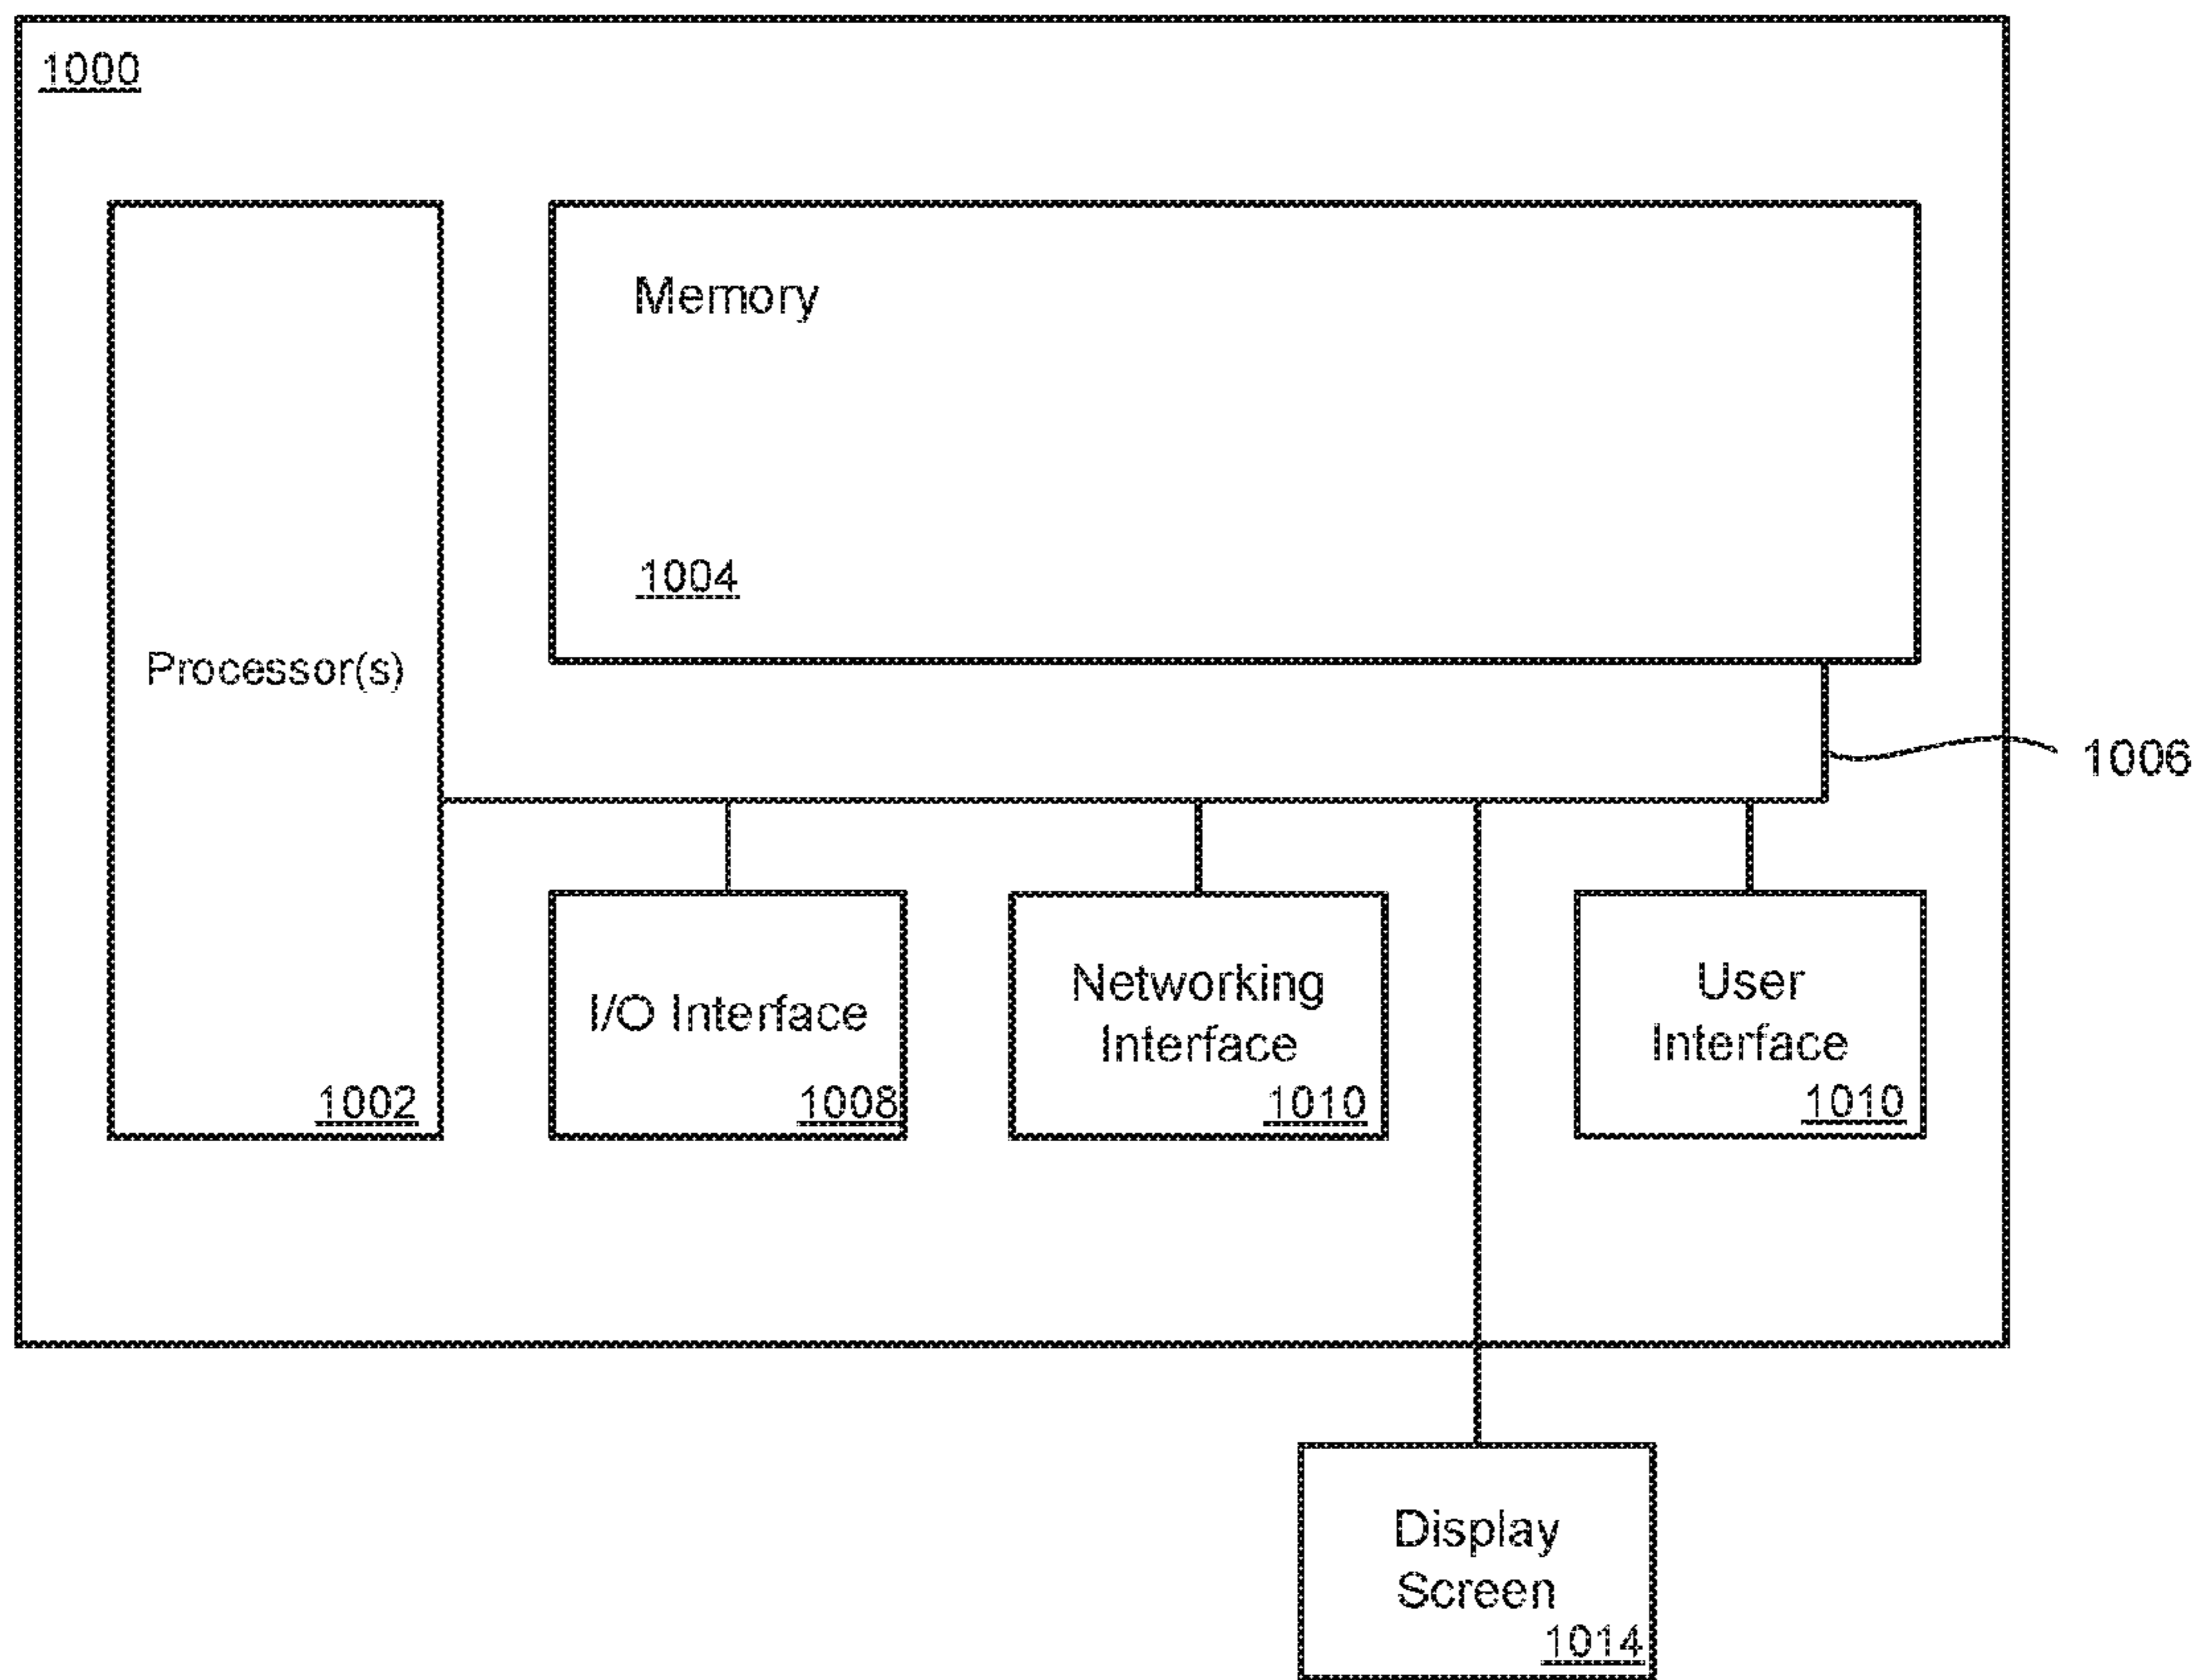 1000
Memory
1004
Processor(s)
1002
1006
I/O Interface
1008
Networking
Interface
1010
User
Interface
1010
Display
Screen
1014